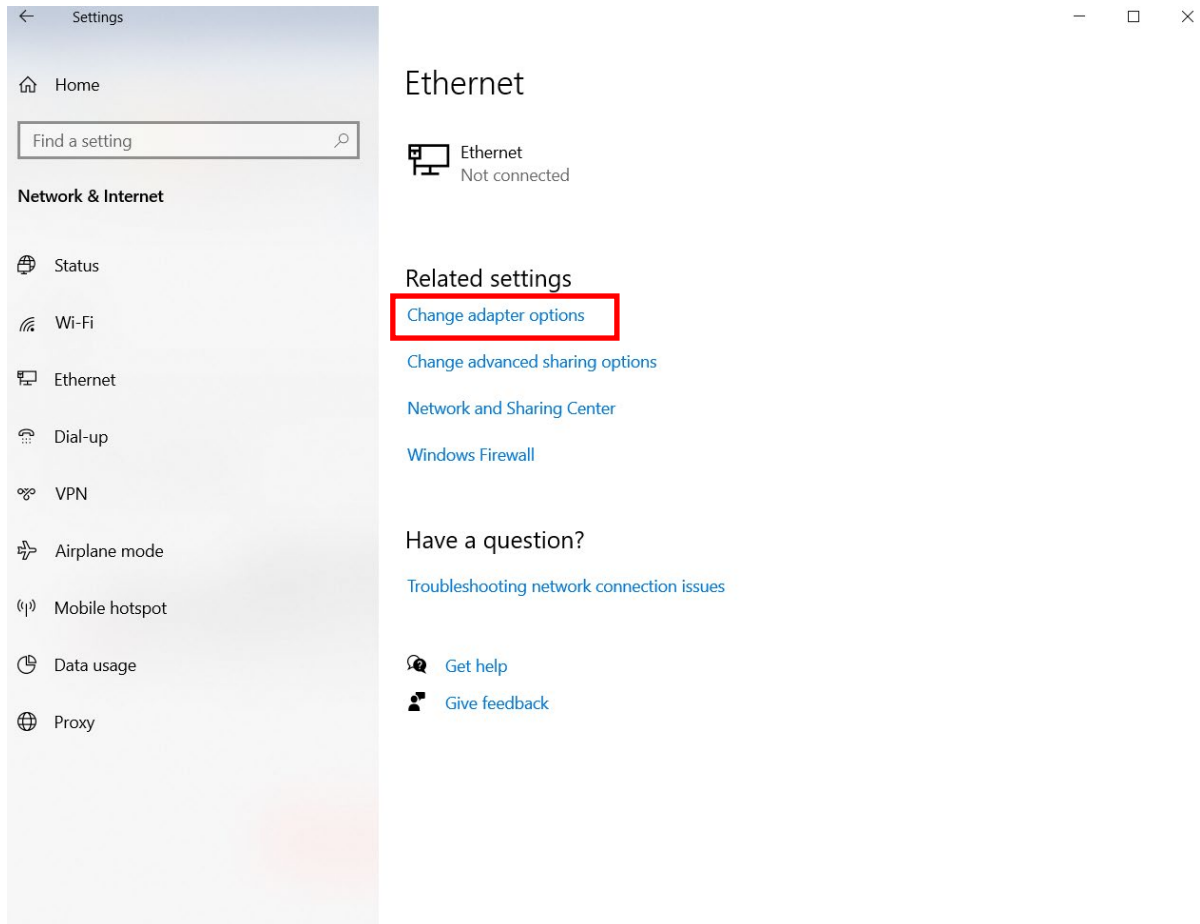 Settings
Home
Find a setting
Network & Internet
Status
Wi-Fi
Ethernet
Dial-up
VPN
Airplane mode
Mobile hotspot
Data usage
Proxy
Ethernet
Ethernet
Not connected
Related settings
Change adapter options
Change advanced sharing options
Network and Sharing Center
Windows Firewall
Have a question?
Troubleshooting network connection issues
Get help
Give feedback